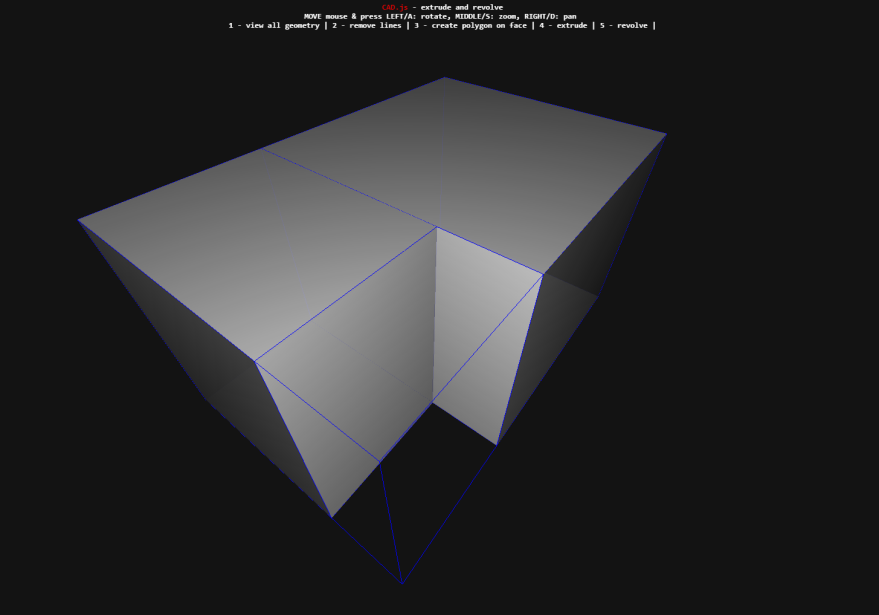 CAD.js - extrude and revolve
MOVE mouse & press LEFT/A: rotate, MIDDLE/S: zoom, RIGHT/D: pan
1 - view all geometry | 2 - remove lines | 3 - create polygon on face | 4 - extrude | 5 - revolve |